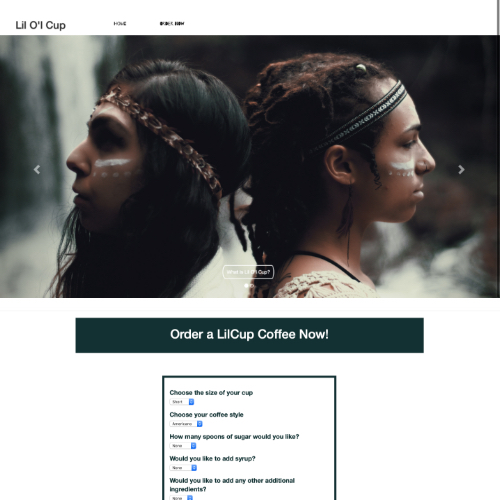 Lil O'l Cup
HOME
ORDER NOW
What is Lil O'l Cup?
Order a LilCup Coffee Now!
Choose the size of your cup
Short
Choose your coffee style
Americano
How many spoons of sugar would you like?
None
Would you like to add syrup?
None
Would you like to add any other additional
ingredients?
None